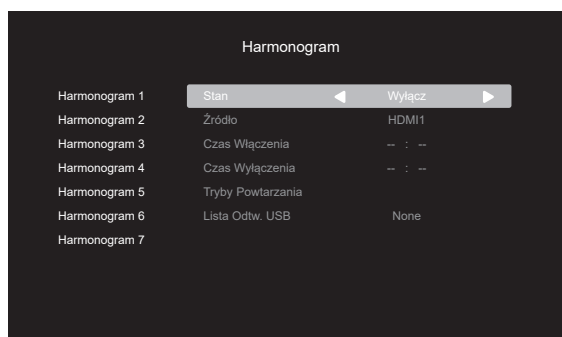 Harmonogram
Harmonogram 1 Stan Wyłącz
Harmonogram 2 Źródło HDMI1
Harmonogram 3 Czas Włączenia -- : --
Harmonogram 4 Czas Wyłączenia -- : --
Harmonogram 5 Tryby Powtarzania
Harmonogram 6 Lista Odtw. USB None
Harmonogram 7